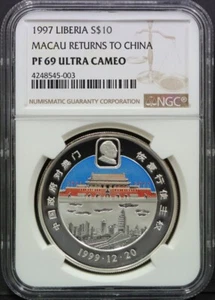 1997 LIBERIA S$10
MACAU RETURNS TO CHINA
PF 69 ULTRA CAMEO
4248545-003
NUMISMATIC GUARANTY CORPORATION
NGC
中国政府对澳门
恢复行使主权
1999·12·20